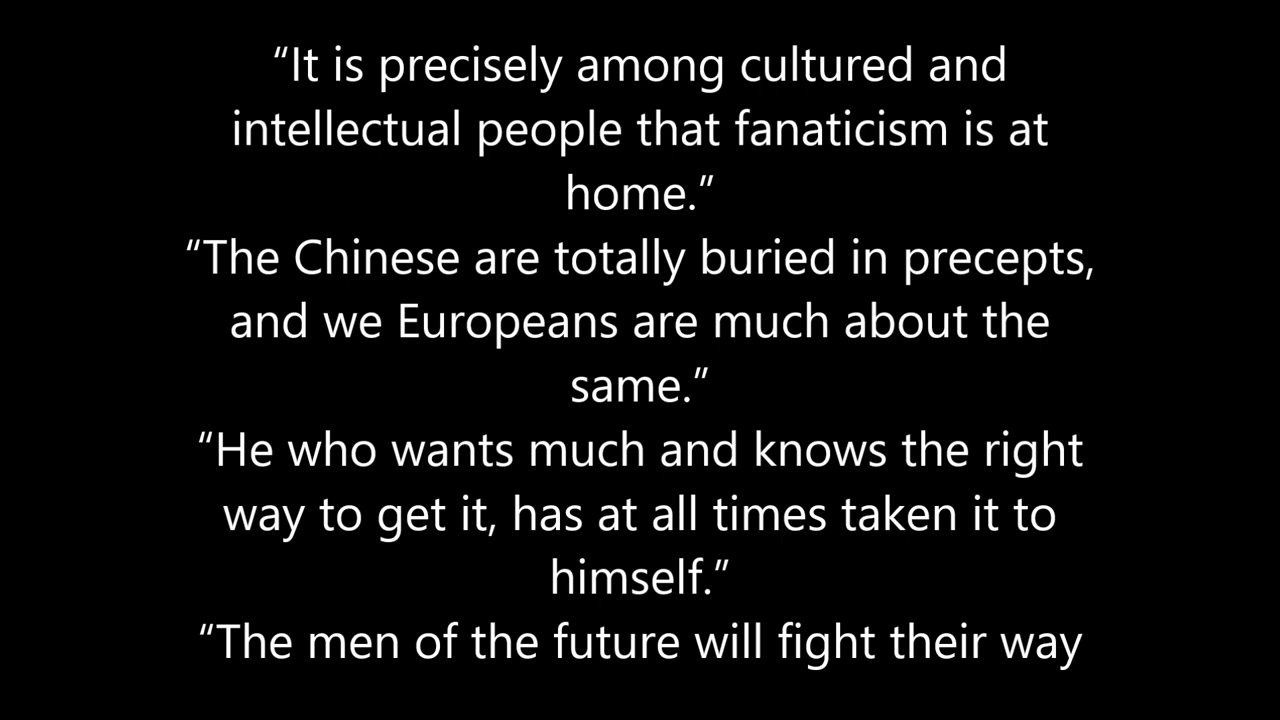 “It is precisely among cultured and
intellectual people that fanaticism is at
home.”
“The Chinese are totally buried in precepts,
and we Europeans are much about the
same.”
“He who wants much and knows the right
way to get it, has at all times taken it to
himself.”
“The men of the future will fight their way